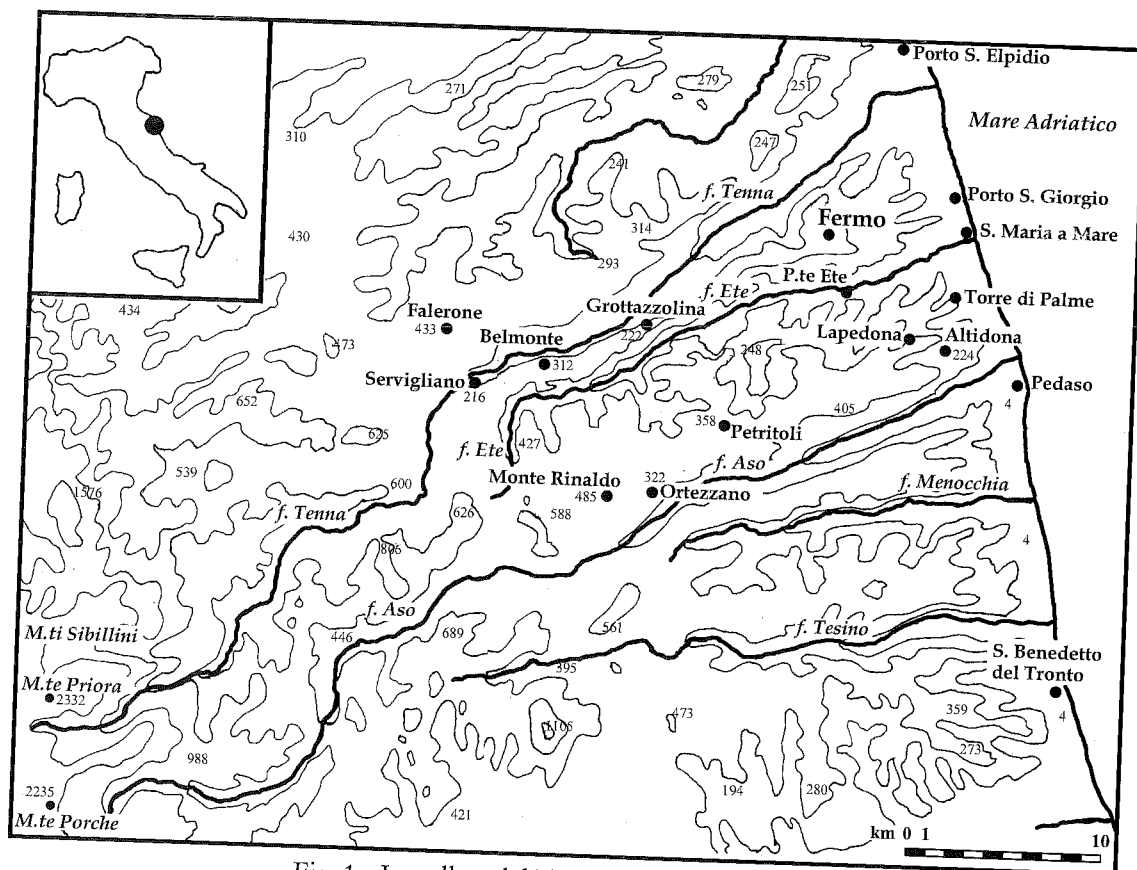 Porto S. Elpidio
279
251
271
Mare Adriatico
310
247
241
f. Tenna
Porto S. Giorgio
Fermo
S. Maria a Mare
314
430
293
P.te Ete
f. Ete
Torre di Palme
Grottazzolina
434
Falerone
433
222
Belmonte
Lapedona
Altidona
473
248
224
312
Servigliano
216
Pedaso
652
405
4
358
Petritoli
625
427
f. Ete
539
f. Aso
322
Monte Rinaldo
600
f. Menocchia
485
Ortezzano
1576
f. Tenna
626
588
4
806
f. Aso
M.ti Sibillini
446
689
561
f. Tesino
S. Benedetto
del Tronto
395
M.te Priora
2332
359
4
1105
473
988
273
194
280
2235
421
M.te Porche
km 0 1
10